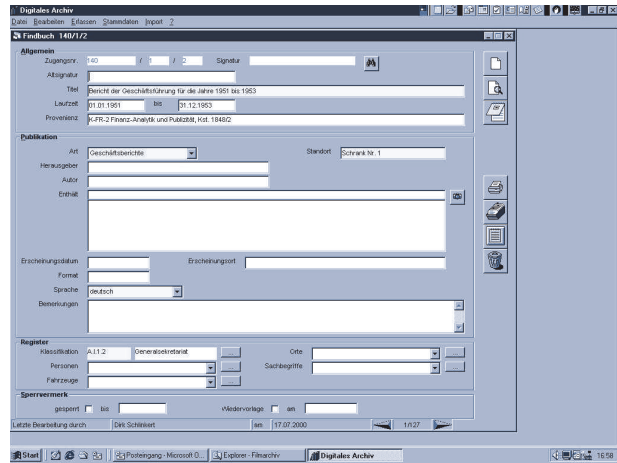 Digitales Archiv
Datei Bearbeiten Erfassen Stammdaten Import ?
Findbuch 140/1/2
Allgemein
Zugangsnr. 140 / 1 / 2 Signatur
Altsignatur
Titel Bericht der Geschäftsführung für die Jahre 1951 bis 1953
Laufzeit 01.01.1951 bis 31.12.1953
Provenienz K-FR-2 Finanz-Analytik und Publizität, Kst. 1848/2
Publikation
Art Geschäftsberichte Standort Schrank Nr. 1
Herausgeber
Autor
Enthält
Erscheinungsdatum Erscheinungsort
Format
Sprache deutsch
Bemerkungen
Register
Klassifikation A.I.1.2 Generalsekretariat ... Orte ...
Personen ... Sachbegriffe ...
Fahrzeuge ...
Sperrvermerk
gesperrt bis Wiedervorlage am
Letzte Bearbeitung durch Dirk Schlinkert am 17.07.2000 1/127
Start Posteingang - Microsoft O... Explorer - Filmarchiv Digitales Archiv 16:58